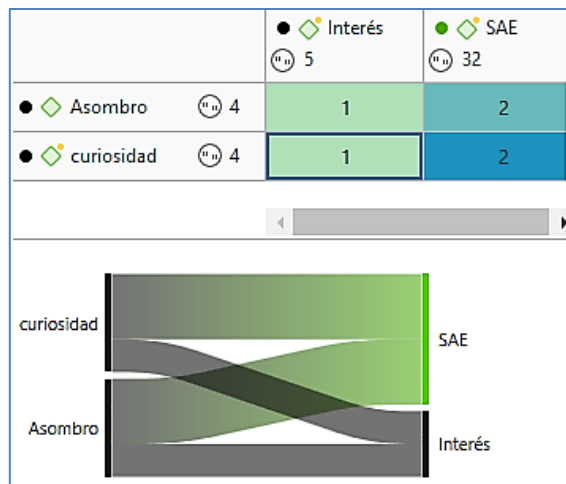 Interés
5
SAE
32
Asombro 4 1 2
curiosidad 4 1 2
curiosidad
SAE
Asombro
Interés